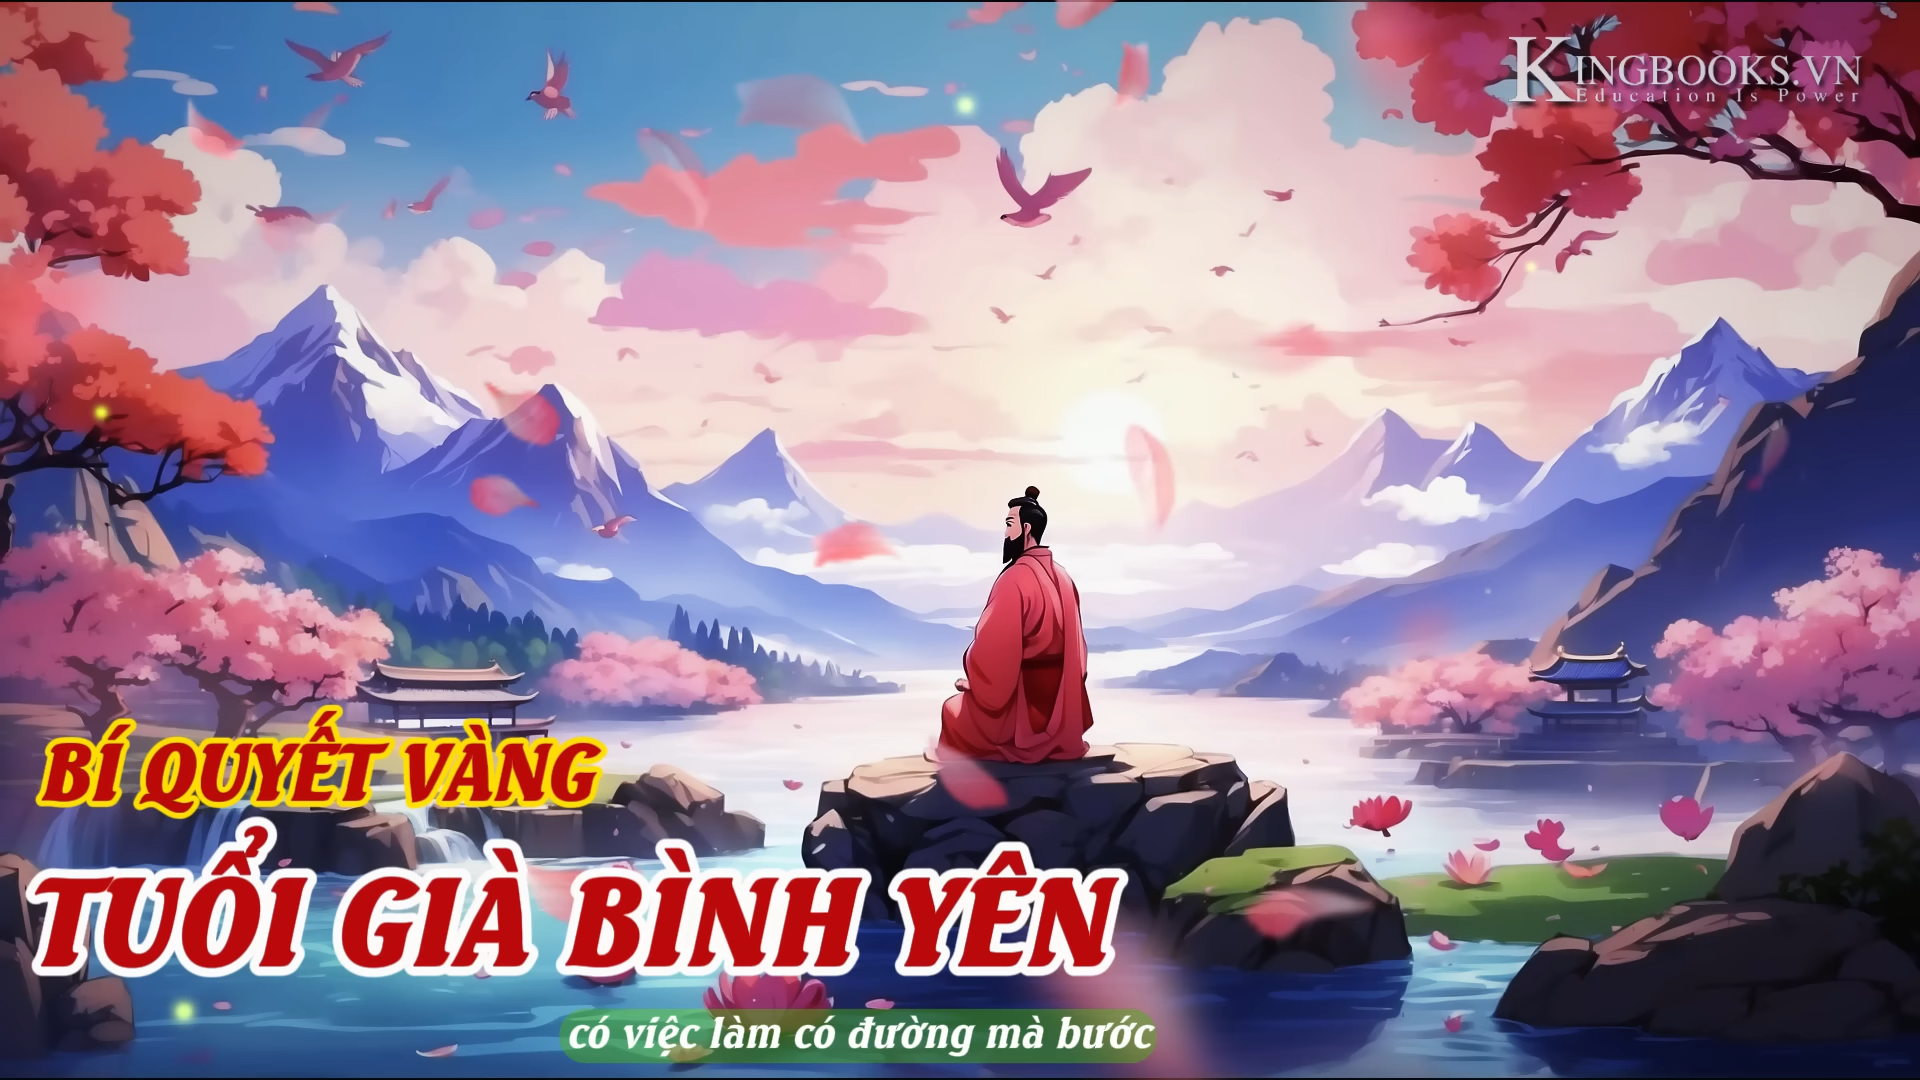 KINGBOOKS.VN
Education Is Power
BÍ QUYẾT VÀNG
TUỔI GIÀ BÌNH YÊN
có việc làm có đường mà bước